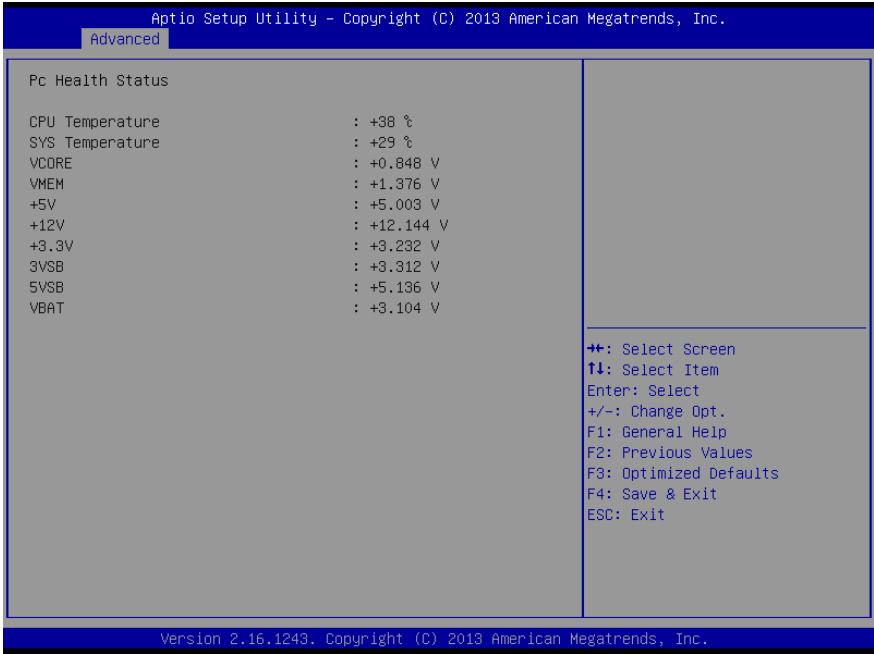 Aptio Setup Utility – Copyright (C) 2013 American Megatrends, Inc.
Advanced
Pc Health Status
CPU Temperature : +38 ℃
SYS Temperature : +29 ℃
VCORE : +0.848 V
VMEM : +1.376 V
+5V : +5.003 V
+12V : +12.144 V
+3.3V : +3.232 V
3VSB : +3.312 V
5VSB : +5.136 V
VBAT : +3.104 V
→←: Select Screen
↑↓: Select Item
Enter: Select
+/-: Change Opt.
F1: General Help
F2: Previous Values
F3: Optimized Defaults
F4: Save & Exit
ESC: Exit
Version 2.16.1243. Copyright (C) 2013 American Megatrends, Inc.